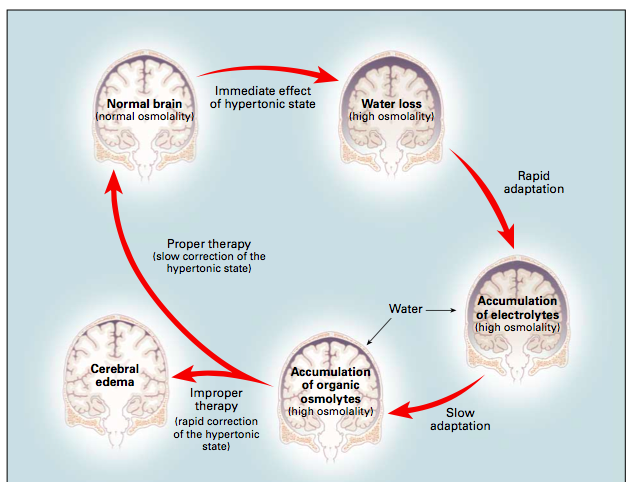 Immediate effect
of hypertonic state
Normal brain
(normal osmolality)
Water loss
(high osmolality)
Rapid
adaptation
Proper therapy
(slow correction of the
hypertonic state)
Water
Accumulation
of electrolytes
(high osmolality)
Cerebral
edema
Accumulation
of organic
osmolytes
(high osmolality)
Improper
therapy
(rapid correction
of the hypertonic
state)
Slow
adaptation